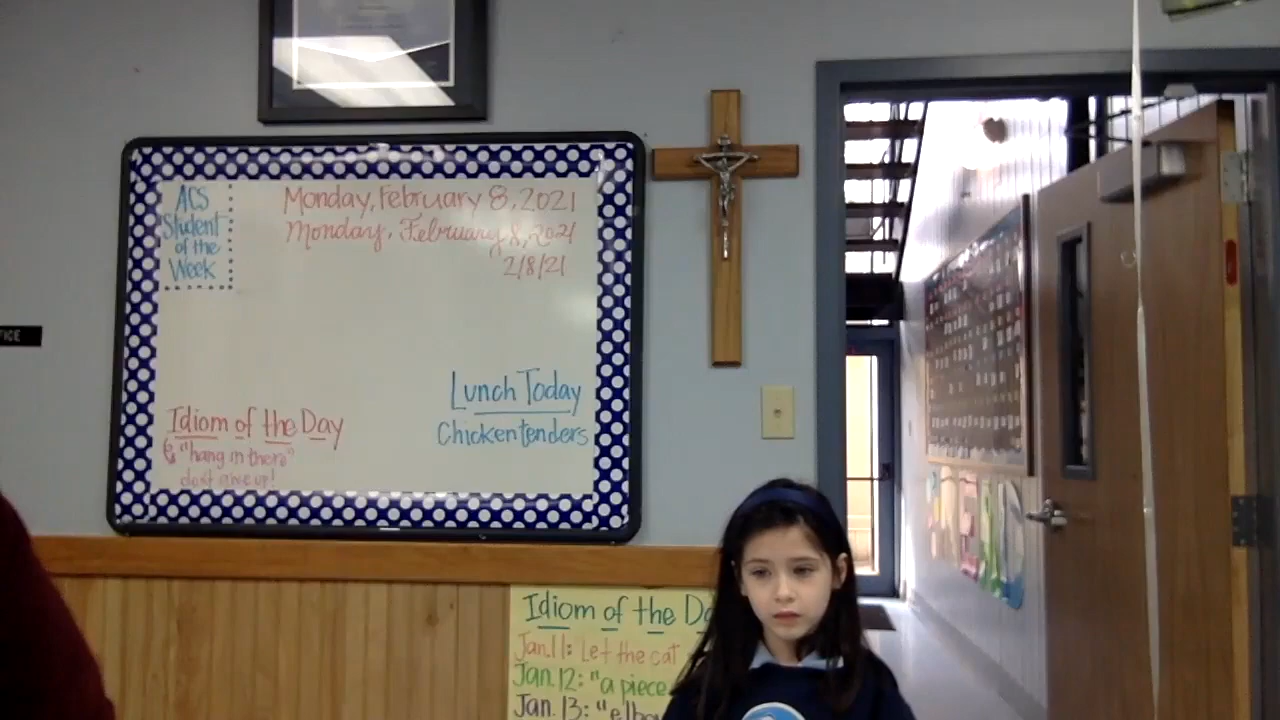 ACS
Student
of the
Week
Monday, February 8, 2021
Monday, February 8, 2021
2/8/21
Lunch Today
Chicken tenders
Idiom of the Day
"hang in there"
don't give up!
Idiom of the
Jan. 11: Let the cat
Jan. 12: "a piece
Jan. 13: